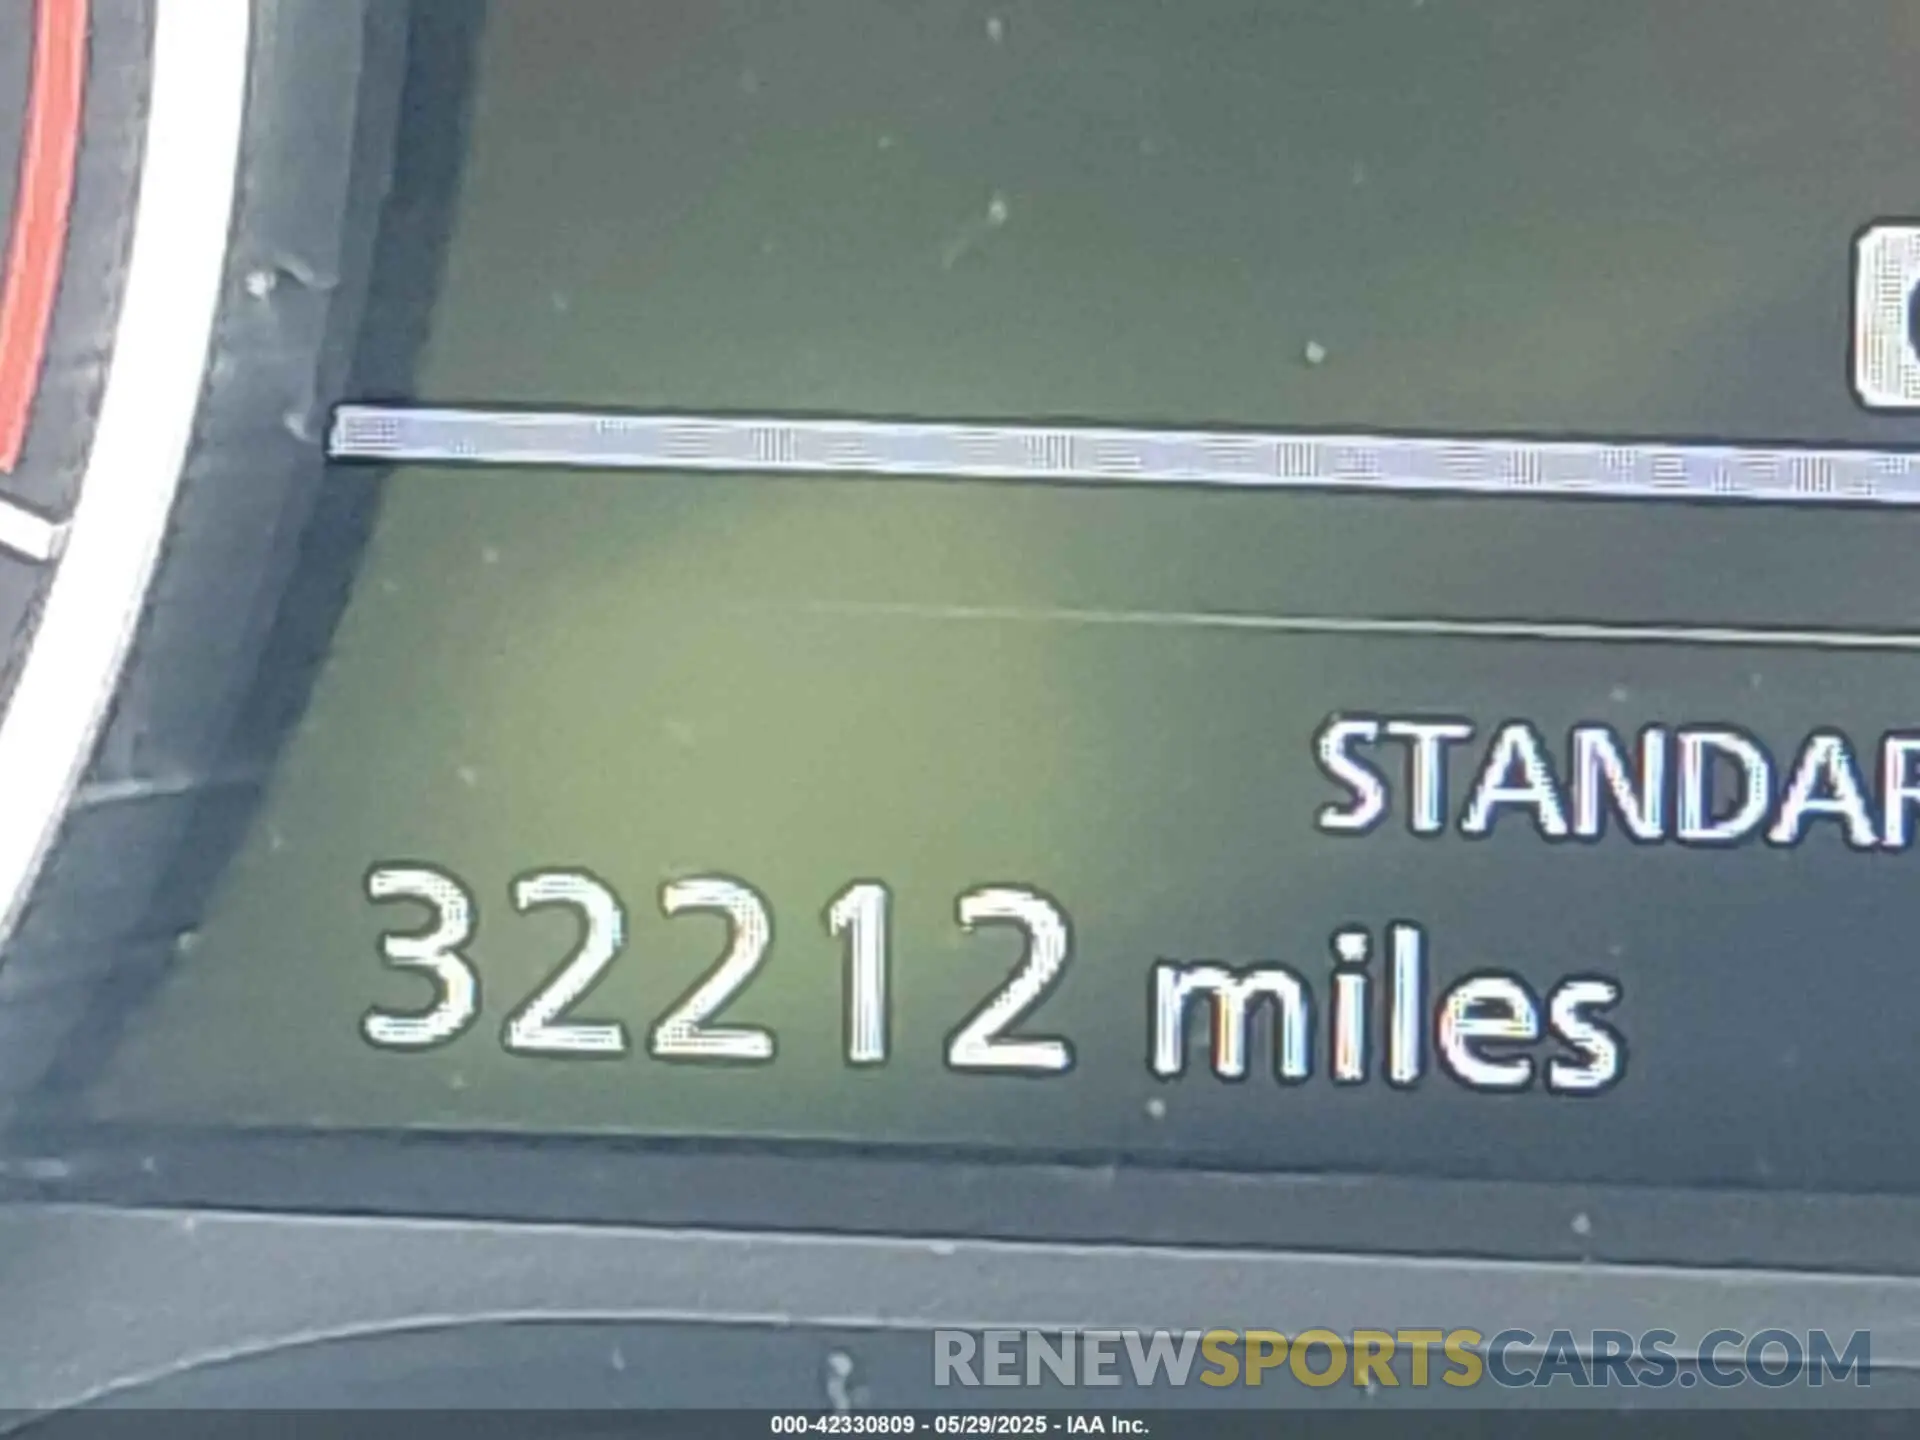 STANDAR
32212 miles
RENEWSPORTSCARS.COM
000-42330809 - 05/29/2025 - IAA Inc.